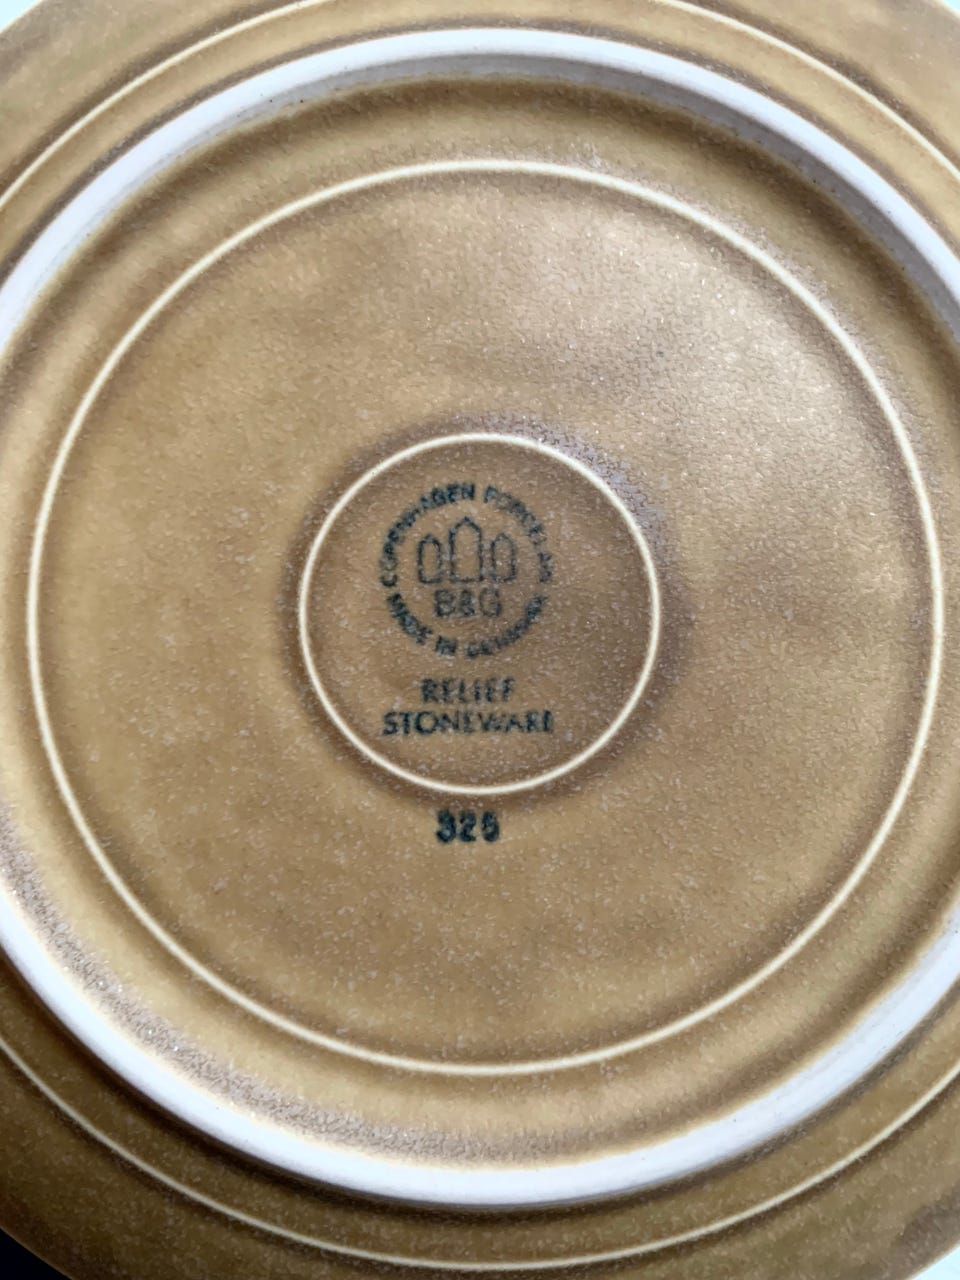 COPENHAGEN PORCELAIN
B&G
MADE IN DENMARK
RELIEF
STONEWARE
325